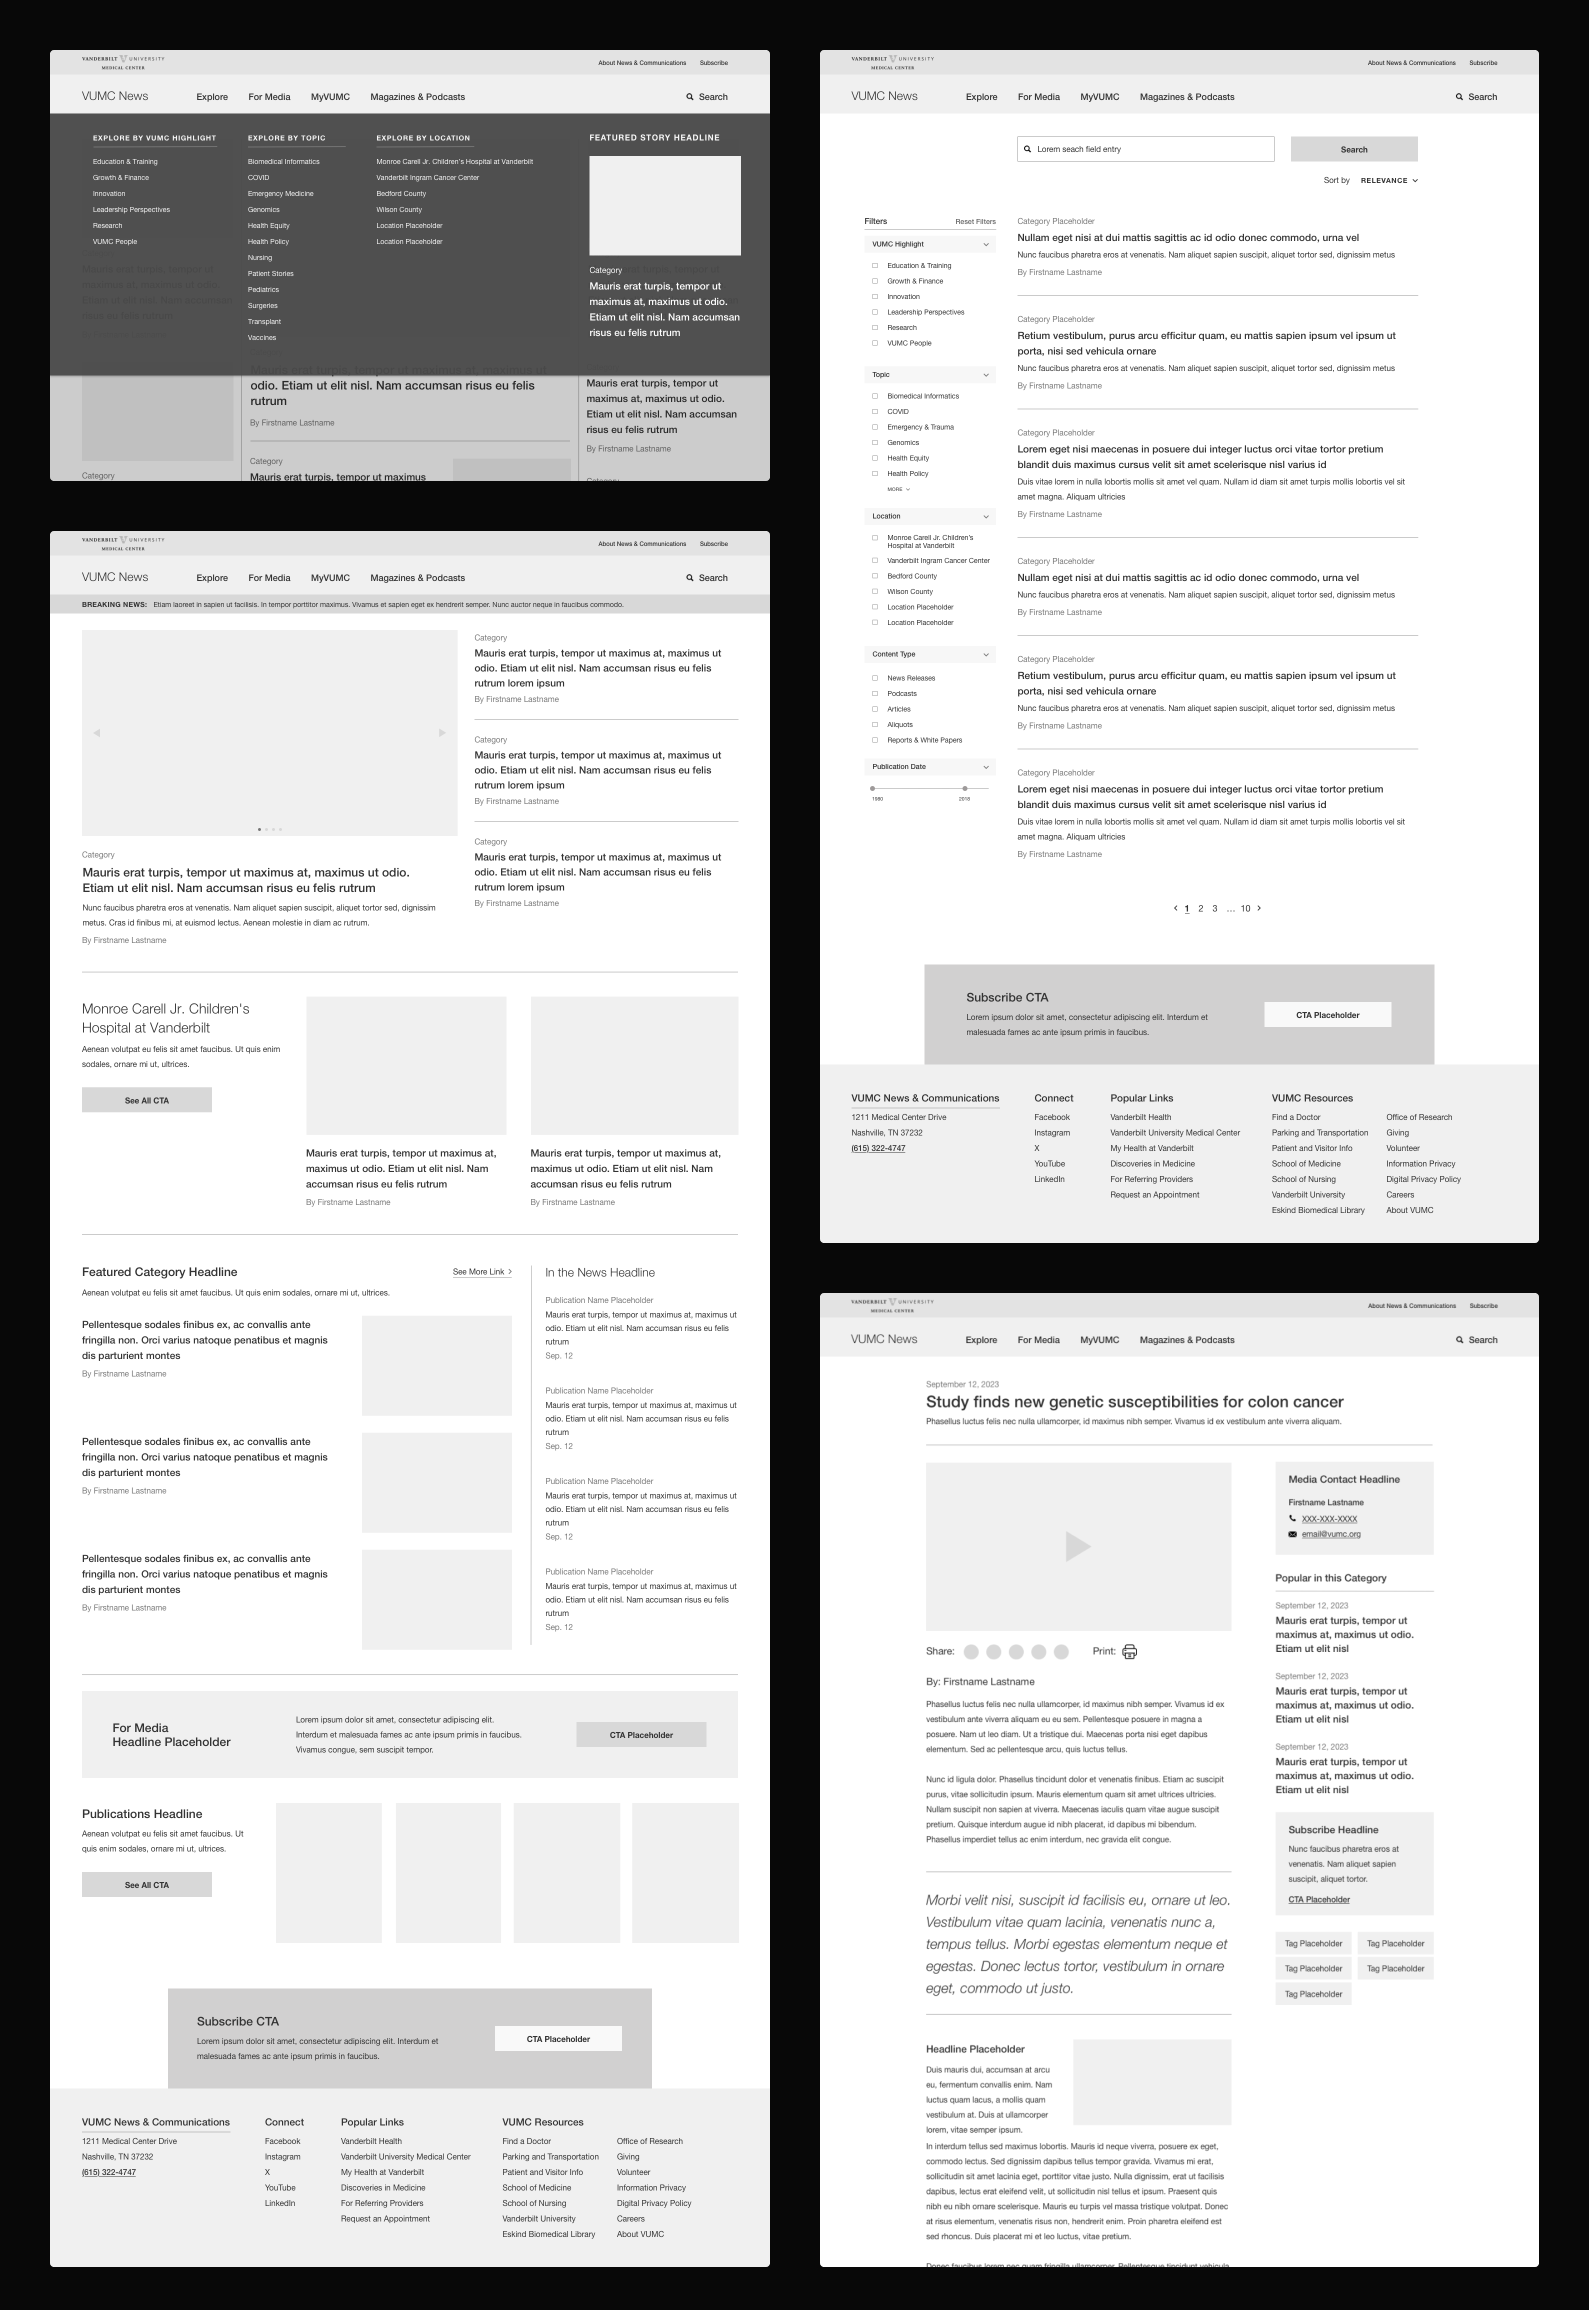 VANDERBILT UNIVERSITY
MEDICAL CENTER
About News & Communications Subscribe
VUMC News Explore For Media MyVUMC Magazines & Podcasts Search
EXPLORE BY VUMC HIGHLIGHT
Education & Training
Growth & Finance
Innovation
Leadership Perspectives
Research
VUMC People
EXPLORE BY TOPIC
Biomedical Informatics
COVID
Emergency Medicine
Genomics
Health Equity
Health Policy
Nursing
Patient Stories
Pediatrics
Surgeries
Transplant
Vaccines
EXPLORE BY LOCATION
Monroe Carell Jr. Children's Hospital at Vanderbilt
Vanderbilt Ingram Cancer Center
Bedford County
Wilson County
Location Placeholder
Location Placeholder
FEATURED STORY HEADLINE
Category
Mauris erat turpis, tempor ut
maximus at, maximus ut odio.
Etiam ut elit nisl. Nam accumsan
risus eu felis rutrum
Category
odio. Etiam ut elit nisl. Nam accumsan risus eu felis
rutrum
By Firstname Lastname
Category
Mauris erat turpis, tempor ut maximus
Mauris erat turpis, tempor ut
maximus at, maximus ut odio.
Etiam ut elit nisl. Nam accumsan
risus eu felis rutrum
By Firstname Lastname
Category
VANDERBILT UNIVERSITY
MEDICAL CENTER
About News & Communications Subscribe
VUMC News Explore For Media MyVUMC Magazines & Podcasts Search
BREAKING NEWS: Etiam laoreet in sapien ut facilisis. In tempor porttitor maximus. Vivamus et sapien eget ex hendrerit semper. Nunc auctor neque in faucibus commodo.
Category
Mauris erat turpis, tempor ut maximus at, maximus ut odio.
Etiam ut elit nisl. Nam accumsan risus eu felis rutrum
Nunc faucibus pharetra eros at venenatis. Nam aliquet sapien suscipit, aliquet tortor sed, dignissim
metus. Cras id finibus mi, at euismod lectus. Aenean molestie in diam ac rutrum.
By Firstname Lastname
Category
Mauris erat turpis, tempor ut maximus at, maximus ut
odio. Etiam ut elit nisl. Nam accumsan risus eu felis
rutrum lorem ipsum
By Firstname Lastname
Category
Mauris erat turpis, tempor ut maximus at, maximus ut
odio. Etiam ut elit nisl. Nam accumsan risus eu felis
rutrum lorem ipsum
By Firstname Lastname
Category
Mauris erat turpis, tempor ut maximus at, maximus ut
odio. Etiam ut elit nisl. Nam accumsan risus eu felis
rutrum lorem ipsum
By Firstname Lastname
Monroe Carell Jr. Children's
Hospital at Vanderbilt
Aenean volutpat eu felis sit amet faucibus. Ut quis enim
sodales, ornare mi ut, ultrices.
See All CTA
Mauris erat turpis, tempor ut maximus at,
maximus ut odio. Etiam ut elit nisl. Nam
accumsan risus eu felis rutrum
By Firstname Lastname
Mauris erat turpis, tempor ut maximus at,
maximus ut odio. Etiam ut elit nisl. Nam
accumsan risus eu felis rutrum
By Firstname Lastname
Featured Category Headline
See More Link
Aenean volutpat eu felis sit amet faucibus. Ut quis enim sodales, ornare mi ut, ultrices.
Pellentesque sodales finibus ex, ac convallis ante
fringilla non. Orci varius natoque penatibus et magnis
dis parturient montes
By Firstname Lastname
Pellentesque sodales finibus ex, ac convallis ante
fringilla non. Orci varius natoque penatibus et magnis
dis parturient montes
By Firstname Lastname
Pellentesque sodales finibus ex, ac convallis ante
fringilla non. Orci varius natoque penatibus et magnis
dis parturient montes
By Firstname Lastname
In the News Headline
Publication Name Placeholder
Mauris erat turpis, tempor ut maximus at, maximus ut
odio. Etiam ut elit nisl. Nam accumsan risus eu felis
rutrum
Sep. 12
Publication Name Placeholder
Mauris erat turpis, tempor ut maximus at, maximus ut
odio. Etiam ut elit nisl. Nam accumsan risus eu felis
rutrum
Sep. 12
Publication Name Placeholder
Mauris erat turpis, tempor ut maximus at, maximus ut
odio. Etiam ut elit nisl. Nam accumsan risus eu felis
rutrum
Sep. 12
Publication Name Placeholder
Mauris erat turpis, tempor ut maximus at, maximus ut
odio. Etiam ut elit nisl. Nam accumsan risus eu felis
rutrum
Sep. 12
For Media
Headline Placeholder
Lorem ipsum dolor sit amet, consectetur adipiscing elit.
Interdum et malesuada fames ac ante ipsum primis in faucibus.
Vivamus congue, sem suscipit tempor.
CTA Placeholder
Publications Headline
Aenean volutpat eu felis sit amet faucibus. Ut
quis enim sodales, ornare mi ut, ultrices.
See All CTA
Subscribe CTA
Lorem ipsum dolor sit amet, consectetur adipiscing elit. Interdum et
malesuada fames ac ante ipsum primis in faucibus.
CTA Placeholder
VUMC News & Communications
1211 Medical Center Drive
Nashville, TN 37232
(615) 322-4747
Connect
Facebook
Instagram
X
YouTube
LinkedIn
Popular Links
Vanderbilt Health
Vanderbilt University Medical Center
My Health at Vanderbilt
Discoveries in Medicine
For Referring Providers
Request an Appointment
VUMC Resources
Find a Doctor
Parking and Transportation
Patient and Visitor Info
School of Medicine
School of Nursing
Vanderbilt University
Eskind Biomedical Library
Office of Research
Giving
Volunteer
Information Privacy
Digital Privacy Policy
Careers
About VUMC
VANDERBILT UNIVERSITY
MEDICAL CENTER
About News & Communications Subscribe
VUMC News Explore For Media MyVUMC Magazines & Podcasts Search
Lorem seach field entry
Search
Sort by RELEVANCE
Filters Reset Filters
VUMC Highlight
Education & Training
Growth & Finance
Innovation
Leadership Perspectives
Research
VUMC People
Topic
Biomedical Informatics
COVID
Emergency & Trauma
Genomics
Health Equity
Health Policy
MORE
Location
Monroe Carell Jr. Children's
Hospital at Vanderbilt
Vanderbilt Ingram Cancer Center
Bedford County
Wilson County
Location Placeholder
Location Placeholder
Content Type
News Releases
Podcasts
Articles
Aliquots
Reports & White Papers
Publication Date
1980 2018
Category Placeholder
Nullam eget nisi at dui mattis sagittis ac id odio donec commodo, urna vel
Nunc faucibus pharetra eros at venenatis. Nam aliquet sapien suscipit, aliquet tortor sed, dignissim metus
By Firstname Lastname
Category Placeholder
Retium vestibulum, purus arcu efficitur quam, eu mattis sapien ipsum vel ipsum ut
porta, nisi sed vehicula ornare
Nunc faucibus pharetra eros at venenatis. Nam aliquet sapien suscipit, aliquet tortor sed, dignissim metus
By Firstname Lastname
Category Placeholder
Lorem eget nisi maecenas in posuere dui integer luctus orci vitae tortor pretium
blandit duis maximus cursus velit sit amet scelerisque nisl varius id
Duis vitae lorem in nulla lobortis mollis sit amet vel quam. Nullam id diam sit amet turpis mollis lobortis vel sit
amet magna. Aliquam ultricies
By Firstname Lastname
Category Placeholder
Nullam eget nisi at dui mattis sagittis ac id odio donec commodo, urna vel
Nunc faucibus pharetra eros at venenatis. Nam aliquet sapien suscipit, aliquet tortor sed, dignissim metus
By Firstname Lastname
Category Placeholder
Retium vestibulum, purus arcu efficitur quam, eu mattis sapien ipsum vel ipsum ut
porta, nisi sed vehicula ornare
Nunc faucibus pharetra eros at venenatis. Nam aliquet sapien suscipit, aliquet tortor sed, dignissim metus
By Firstname Lastname
Category Placeholder
Lorem eget nisi maecenas in posuere dui integer luctus orci vitae tortor pretium
blandit duis maximus cursus velit sit amet scelerisque nisl varius id
Duis vitae lorem in nulla lobortis mollis sit amet vel quam. Nullam id diam sit amet turpis mollis lobortis vel sit
amet magna. Aliquam ultricies
By Firstname Lastname
1 2 3 ... 10
Subscribe CTA
Lorem ipsum dolor sit amet, consectetur adipiscing elit. Interdum et
malesuada fames ac ante ipsum primis in faucibus.
CTA Placeholder
VUMC News & Communications
1211 Medical Center Drive
Nashville, TN 37232
(615) 322-4747
Connect
Facebook
Instagram
X
YouTube
LinkedIn
Popular Links
Vanderbilt Health
Vanderbilt University Medical Center
My Health at Vanderbilt
Discoveries in Medicine
For Referring Providers
Request an Appointment
VUMC Resources
Find a Doctor
Parking and Transportation
Patient and Visitor Info
School of Medicine
School of Nursing
Vanderbilt University
Eskind Biomedical Library
Office of Research
Giving
Volunteer
Information Privacy
Digital Privacy Policy
Careers
About VUMC
VANDERBILT UNIVERSITY
MEDICAL CENTER
About News & Communications Subscribe
VUMC News Explore For Media MyVUMC Magazines & Podcasts Search
September 12, 2023
Study finds new genetic susceptibilities for colon cancer
Phasellus luctus felis nec nulla ullamcorper, id maximus nibh semper. Vivamus id ex vestibulum ante viverra aliquam.
Share: Print:
By: Firstname Lastname
Phasellus luctus felis nec nulla ullamcorper, id maximus nibh semper. Vivamus id ex
vestibulum ante viverra aliquam eu eu sem. Pellentesque posuere in magna a
posuere. Nam ut leo diam. Ut a tristique dui. Maecenas porta nisi eget dapibus
elementum. Sed ac pellentesque arcu, quis luctus tellus.
Nunc id ligula dolor. Phasellus tincidunt dolor et venenatis finibus. Etiam ac suscipit
purus, vitae sollicitudin ipsum. Mauris elementum quam sit amet ultrices ultricies.
Nullam suscipit non sapien at viverra. Maecenas iaculis quam vitae augue suscipit
pretium. Quisque interdum augue id nibh placerat, id dapibus mi bibendum.
Phasellus imperdiet tellus ac enim interdum, nec gravida elit congue.
Morbi velit nisi, suscipit id facilisis eu, ornare ut leo.
Vestibulum vitae quam lacinia, venenatis nunc a,
tempus tellus. Morbi egestas elementum neque et
egestas. Donec lectus tortor, vestibulum in ornare
eget, commodo ut justo.
Headline Placeholder
Duis mauris dui, accumsan at arcu
eu, fermentum convallis enim. Nam
luctus quam lacus, a mollis quam
vestibulum at. Duis at ullamcorper
lorem, vitae semper ipsum.
In interdum tellus sed maximus lobortis. Mauris id neque viverra, posuere ex eget,
commodo lectus. Sed dignissim dapibus tempor gravida. Vivamus mi erat,
sollicitudin sit amet lacinia eget, porttitor vitae justo. Nulla dignissim, erat ut facilisis
dapibus, lectus erat eleifend velit, ut sollicitudin nisl tellus et ipsum. Praesent quis
nibh eu nibh ornare scelerisque. Mauris eu turpis vel massa tristique volutpat. Donec
at risus elementum, venenatis risus non, hendrerit enim. Proin pharetra eleifend est
sed rhoncus. Duis placerat mi et leo luctus, vitae pretium.
Donec faucibus lorem nec quam fringilla ullamcorper. Pellentesque tincidunt vehicula
Media Contact Headline
Firstname Lastname
XXX-XXX-XXXX
email@vumc.org
Popular in this Category
September 12, 2023
Mauris erat turpis, tempor ut
maximus at, maximus ut odio.
Etiam ut elit nisl
September 12, 2023
Mauris erat turpis, tempor ut
maximus at, maximus ut odio.
Etiam ut elit nisl
September 12, 2023
Mauris erat turpis, tempor ut
maximus at, maximus ut odio.
Etiam ut elit nisl
Subscribe Headline
Nunc faucibus pharetra eros at
venenatis. Nam aliquet sapien
suscipit, aliquet tortor.
CTA Placeholder
Tag Placeholder Tag Placeholder
Tag Placeholder Tag Placeholder
Tag Placeholder